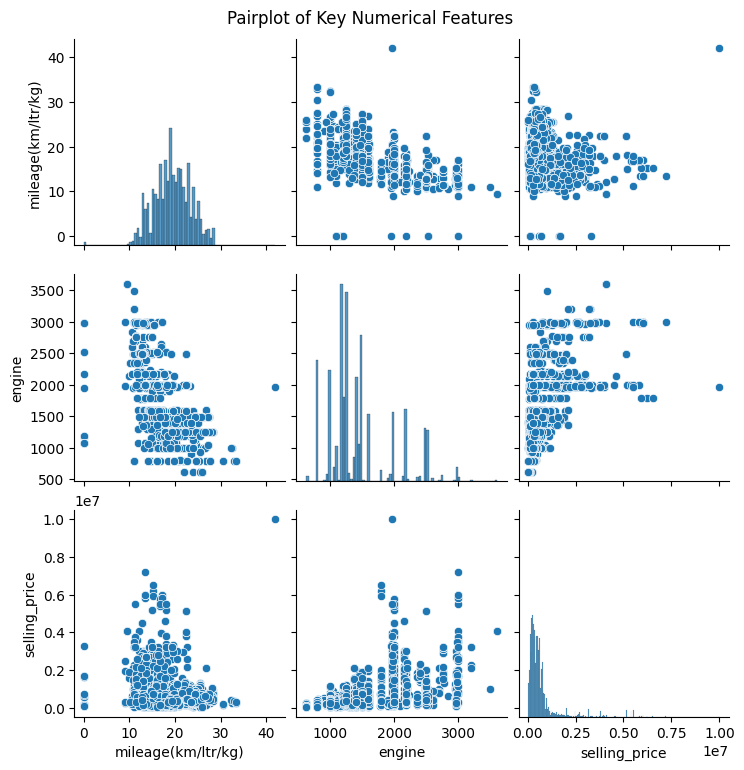 Pairplot of Key Numerical Features
40
30
20
10
0
mileage(km/ltr/kg)
3500
3000
2500
2000
1500
1000
500
engine
1e7
1.0
0.8
0.6
0.4
0.2
0.0
selling_price
0 10 20 30 40
mileage(km/ltr/kg)
1000 2000 3000
engine
0.00 0.25 0.50 0.75 1.00
1e7
selling_price